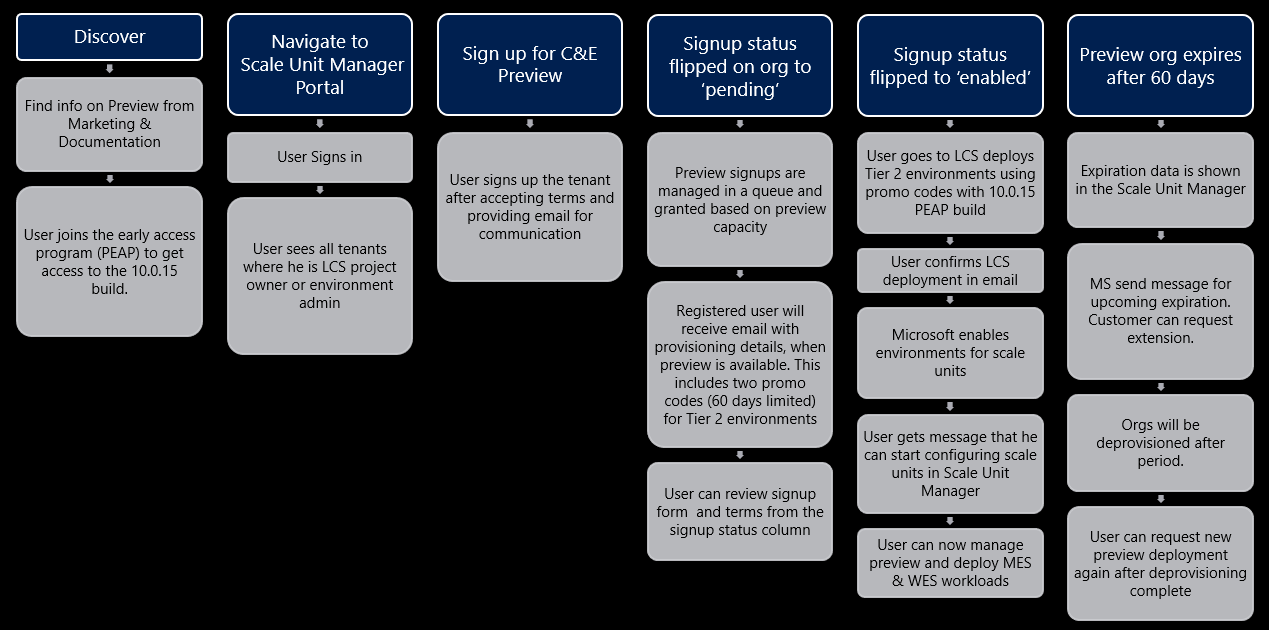 Discover
Find info on Preview from
Marketing &
Documentation
User joins the early access
program (PEAP) to get
access to the 10.0.15
build.
Navigate to
Scale Unit Manager
Portal
User Signs in
User sees all tenants
where he is LCS project
owner or environment
admin
Sign up for C&E
Preview
User signs up the tenant
after accepting terms and
providing email for
communication
Signup status
flipped on org to
'pending'
Preview signups are
managed in a queue and
granted based on preview
capacity
Registered user will
receive email with
provisioning details, when
preview is available. This
includes two promo
codes (60 days limited)
for Tier 2 environments
User can review signup
form and terms from the
signup status column
Signup status
flipped to 'enabled'
User goes to LCS deploys
Tier 2 environments using
promo codes with 10.0.15
PEAP build
User confirms LCS
deployment in email
Microsoft enables
environments for scale
units
User gets message that he
can start configuring scale
units in Scale Unit
Manager
User can now manage
preview and deploy MES
& WES workloads
Preview org expires
after 60 days
Expiration data is shown
in the Scale Unit Manager
MS send message for
upcoming expiration.
Customer can request
extension.
Orgs will be
deprovisioned after
period.
User can request new
preview deployment
again after deprovisioning
complete